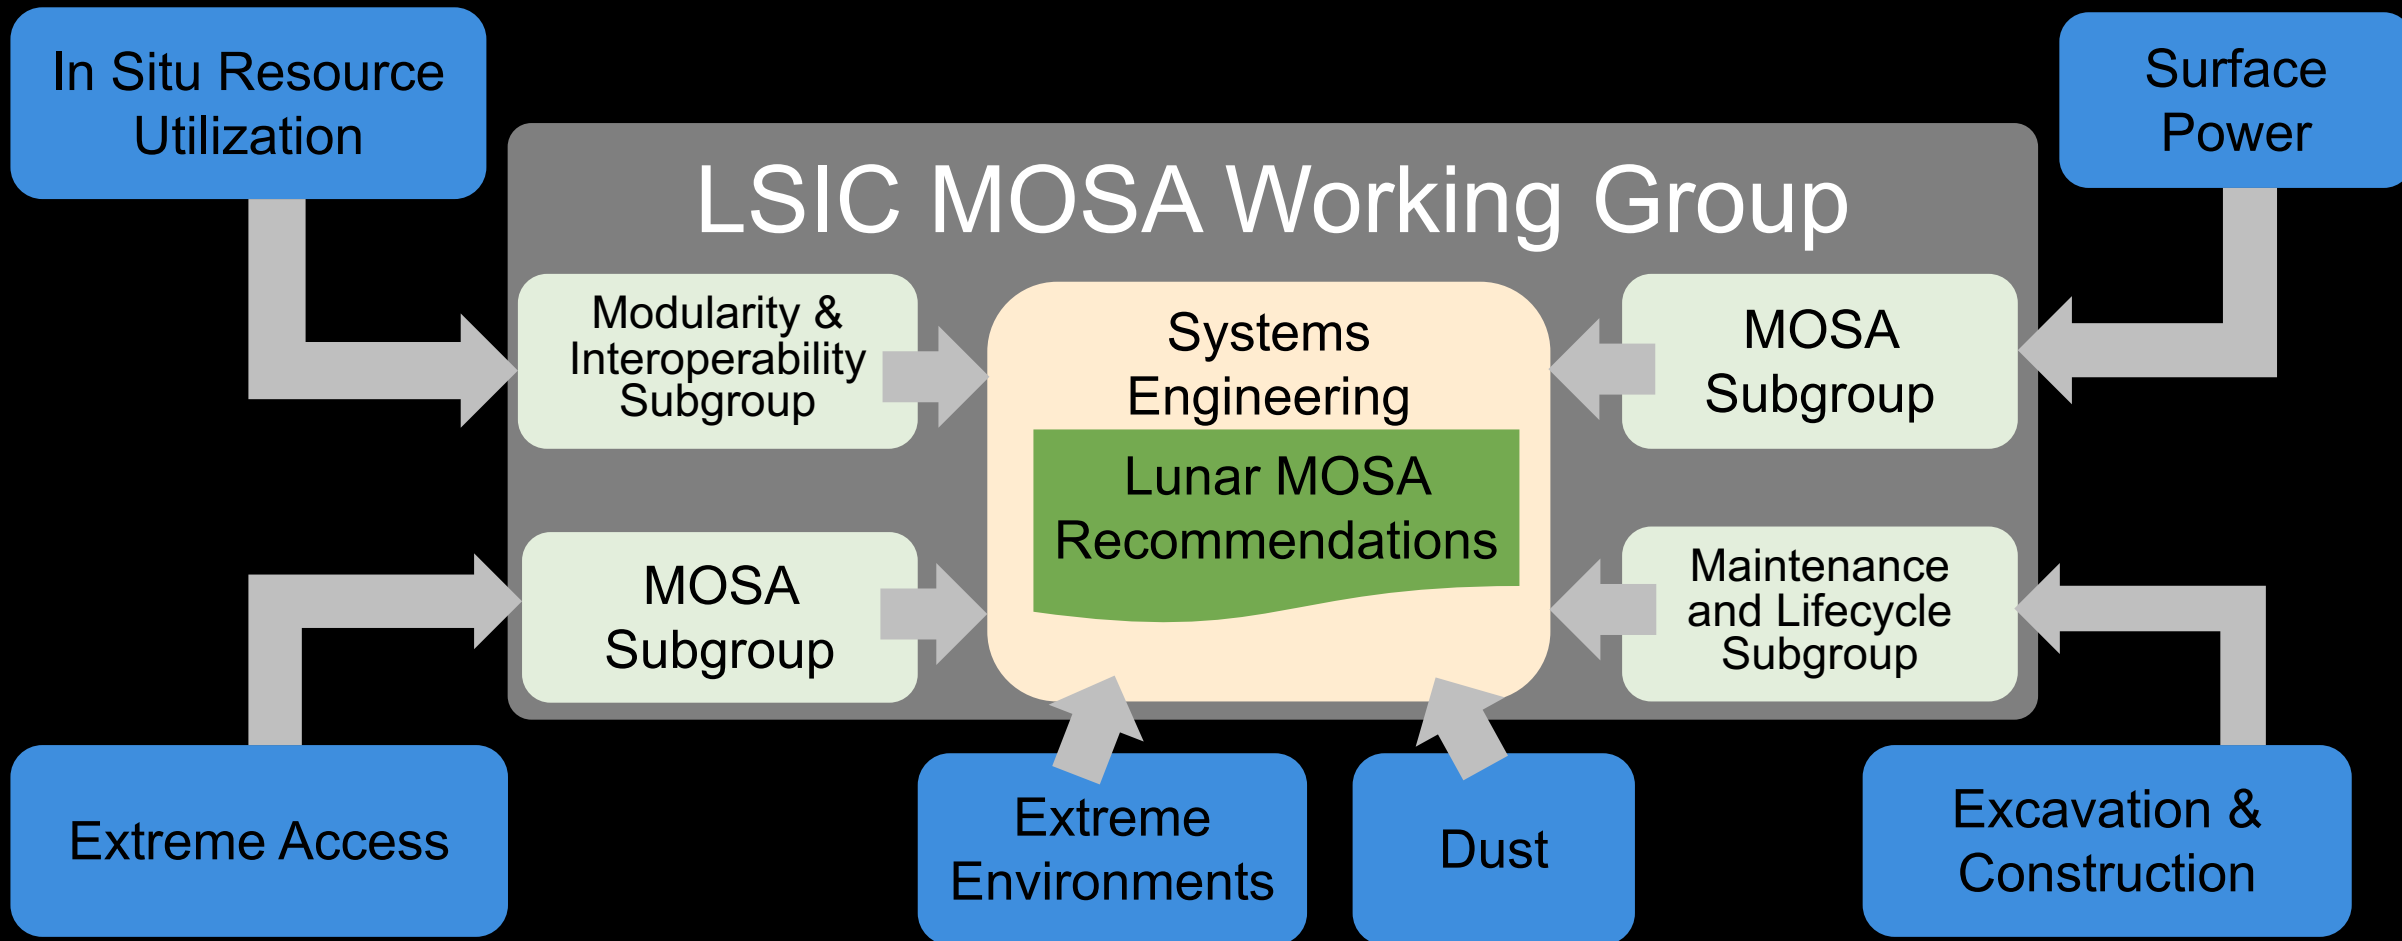 In Situ Resource
Utilization
Surface
Power
LSIC MOSA Working Group
Modularity &
Interoperability
Subgroup
Systems
Engineering
MOSA
Subgroup
Lunar MOSA
Recommendations
MOSA
Subgroup
Maintenance
and Lifecycle
Subgroup
Extreme Access
Extreme
Environments
Dust
Excavation &
Construction